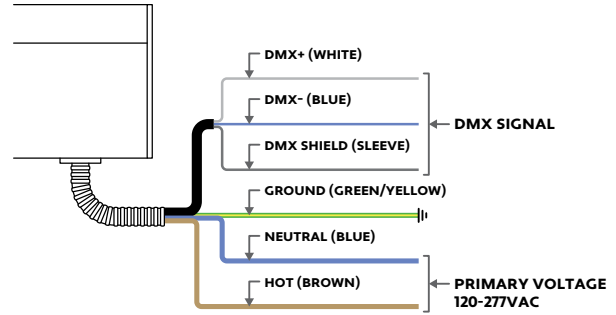 DMX+ (WHITE)
DMX- (BLUE)
DMX SIGNAL
DMX SHIELD (SLEEVE)
GROUND (GREEN/YELLOW)
NEUTRAL (BLUE)
HOT (BROWN)
PRIMARY VOLTAGE
120-277VAC